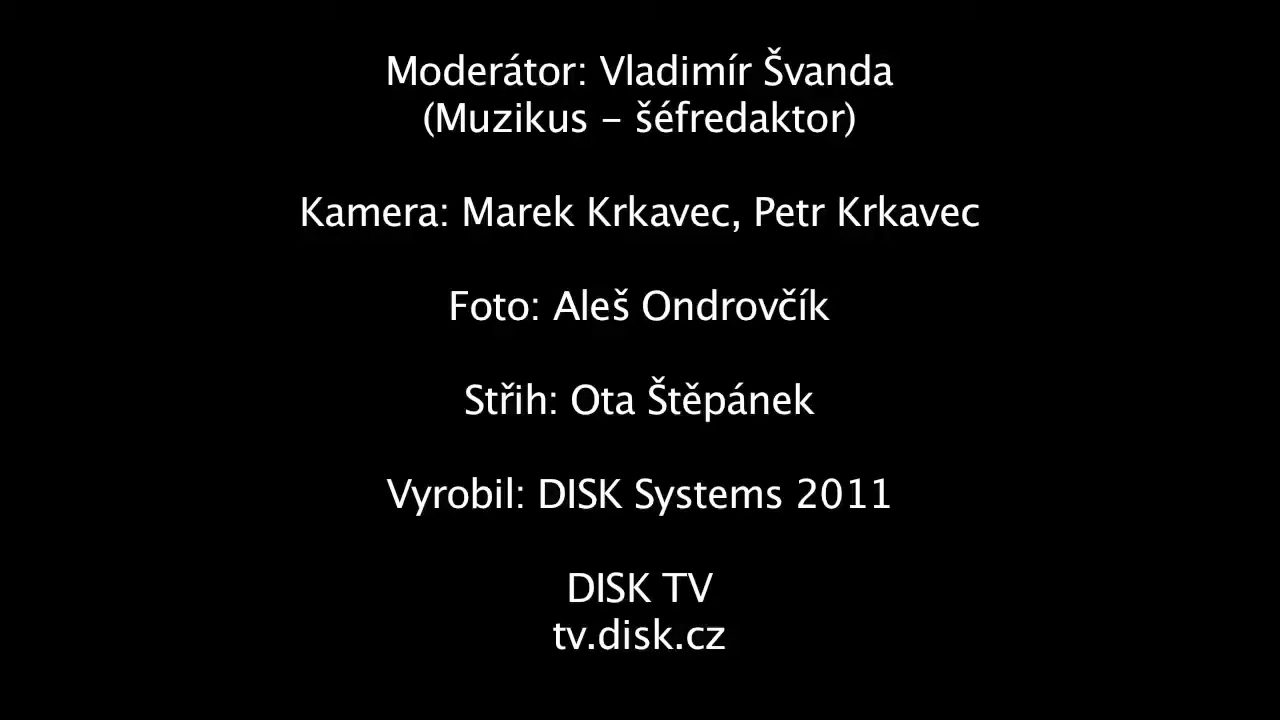 Moderátor: Vladimír Švanda
(Muzikus - šéfredaktor)
Kamera: Marek Krkavec, Petr Krkavec
Foto: Aleš Ondrovčík
Střih: Ota Štěpánek
Vyrobil: DISK Systems 2011
DISK TV
tv.disk.cz